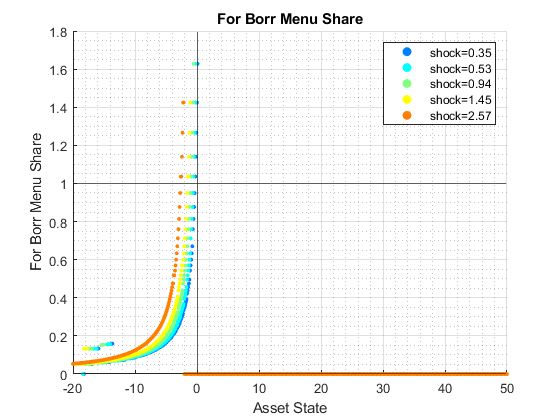 For Borr Menu Share
1.8
1.6
1.4
1.2
1
0.8
0.6
0.4
0.2
0
For Borr Menu Share
shock=0.35
shock=0.53
shock=0.94
shock=1.45
shock=2.57
-20 -10 0 10 20 30 40 50
Asset State